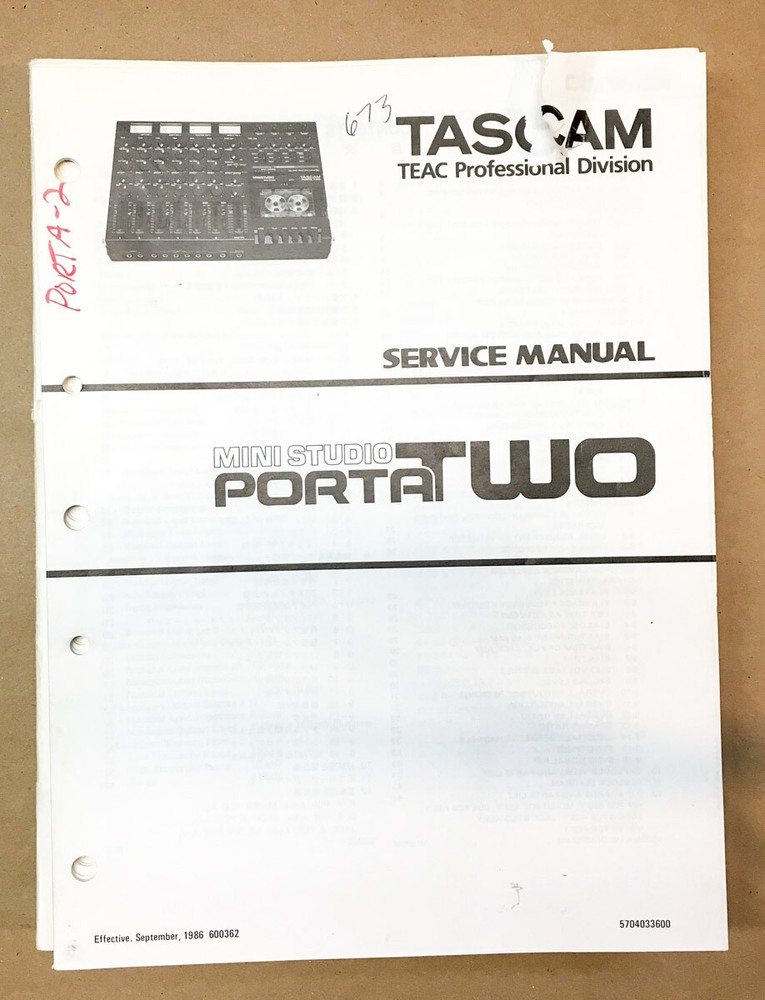 673
TASCAM
TEAC Professional Division
PORTA-2
SERVICE MANUAL
MINI STUDIO
PORTA TWO
Effective. September, 1986 600362
5704033600